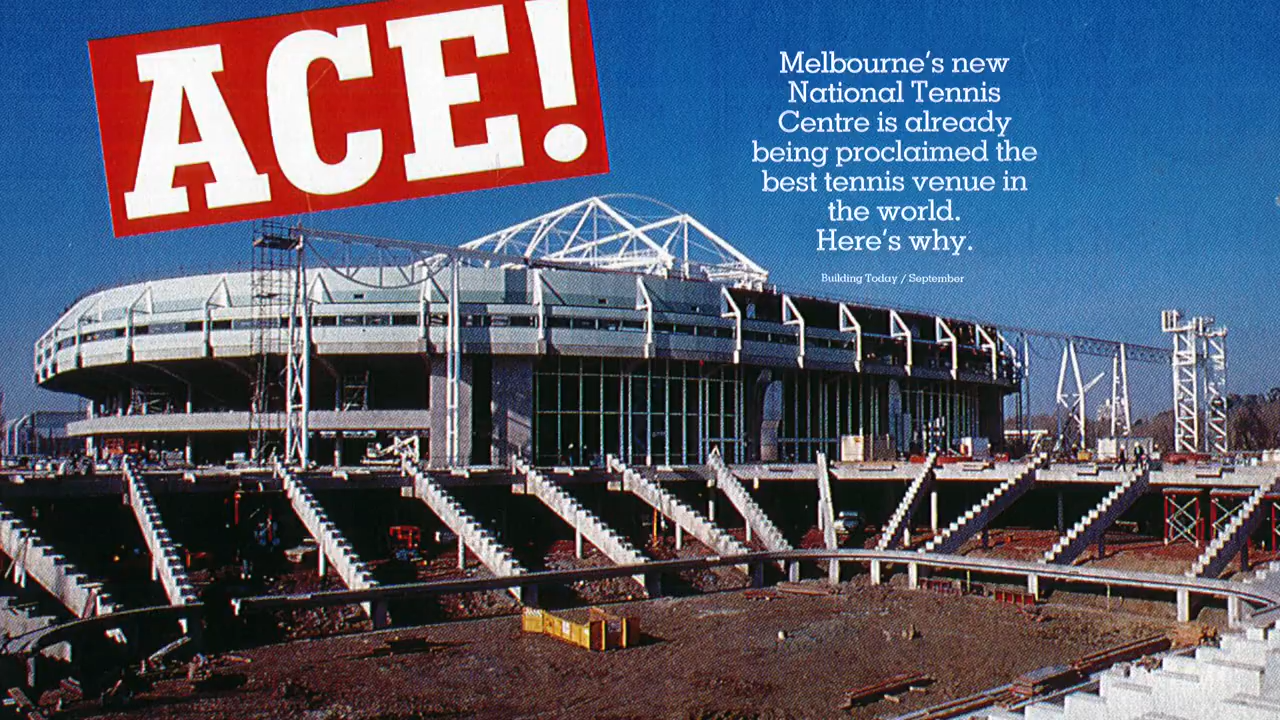 ACE!
Melbourne's new
National Tennis
Centre is already
being proclaimed the
best tennis venue in
the world.
Here's why.
Building Today / September